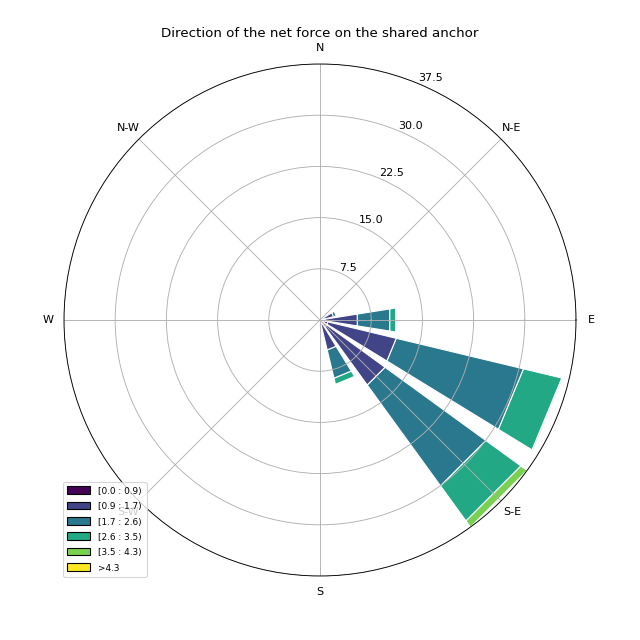 Direction of the net force on the shared anchor
N
37.5
N-W
30.0
N-E
22.5
15.0
7.5
W
E
[0.0 : 0.9)
[0.9 : 1.7)
S-W
S-E
[1.7 : 2.6)
[2.6 : 3.5)
[3.5 : 4.3)
>4.3
S